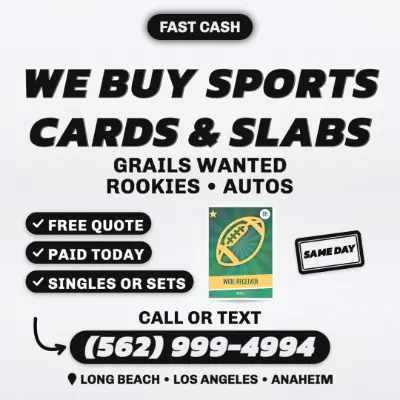 FAST CASH
WE BUY SPORTS
CARDS & SLABS
GRAILS WANTED
ROOKIES • AUTOS
FREE QUOTE
PAID TODAY
SINGLES OR SETS
WIDE RECEIVER
SAME DAY
CALL OR TEXT
(562) 999-4994
LONG BEACH • LOS ANGELES • ANAHEIM